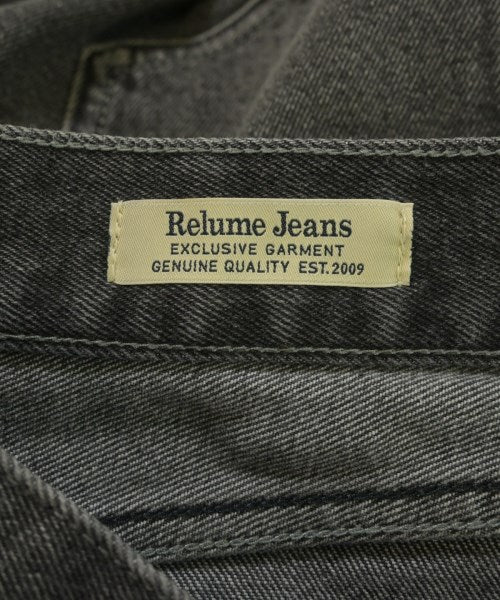 Relume Jeans
EXCLUSIVE GARMENT
GENUINE QUALITY EST. 2009